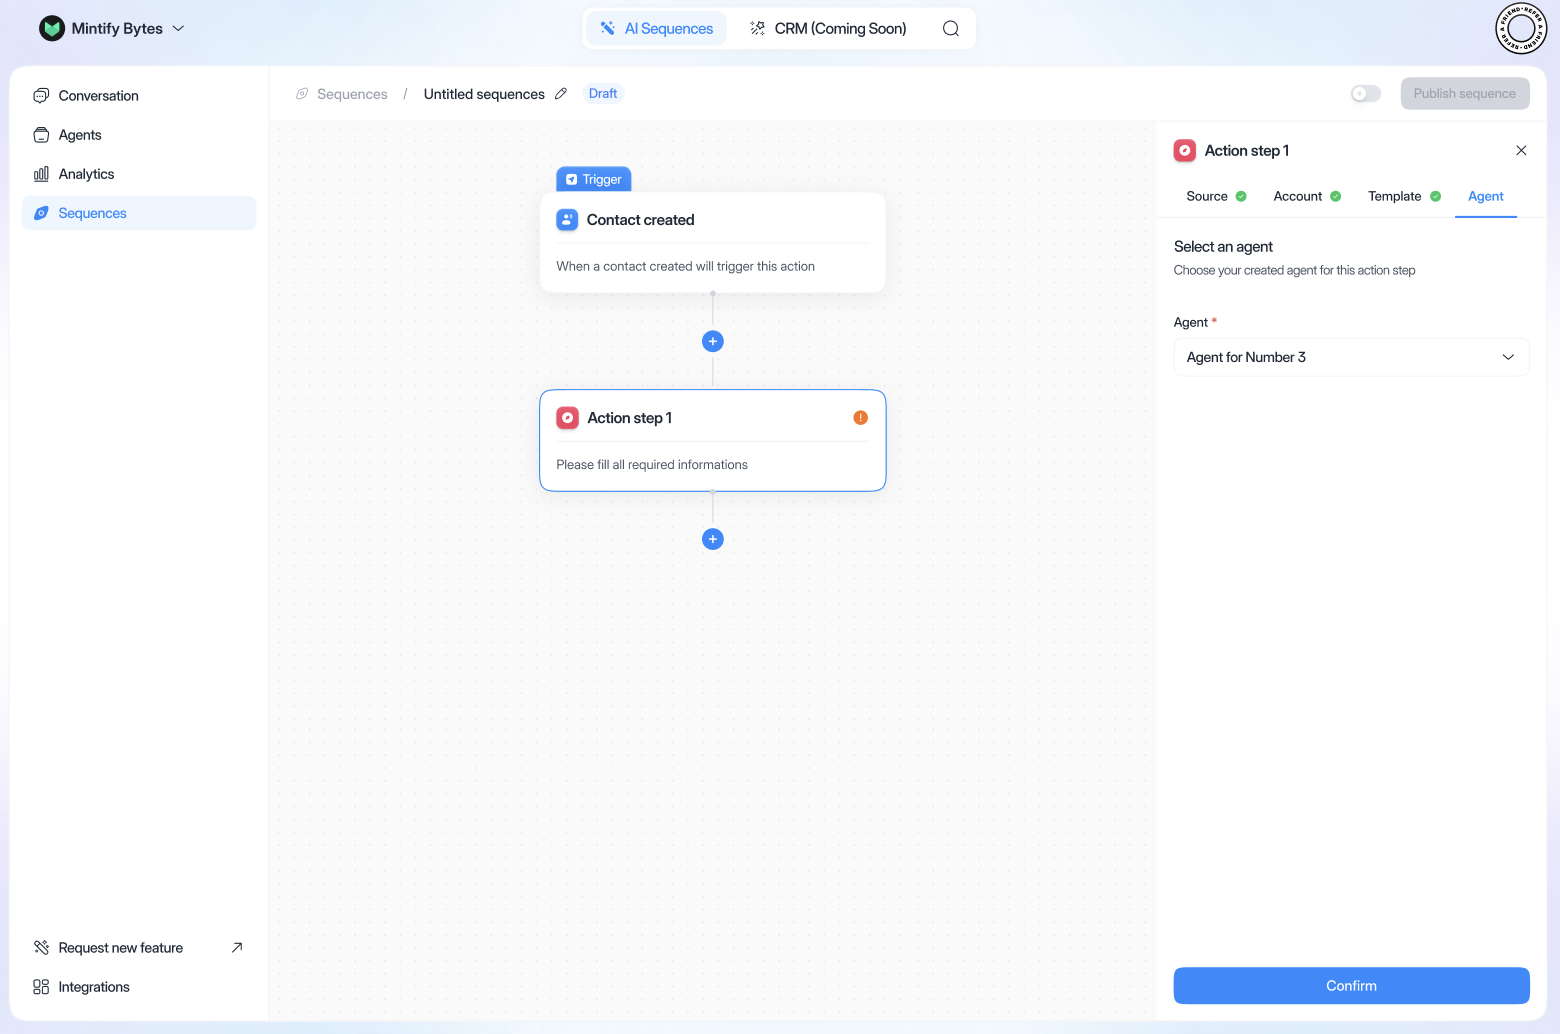 Mintify Bytes
AI Sequences
CRM (Coming Soon)
REFER A FRIEND • REFER A FRIEND •
Conversation
Agents
Analytics
Sequences
Request new feature
Integrations
Sequences / Untitled sequences
Draft
Publish sequence
Trigger
Contact created
When a contact created will trigger this action
Action step 1
!
Please fill all required informations
Action step 1
Source
Account
Template
Agent
Select an agent
Choose your created agent for this action step
Agent *
Agent for Number 3
Confirm